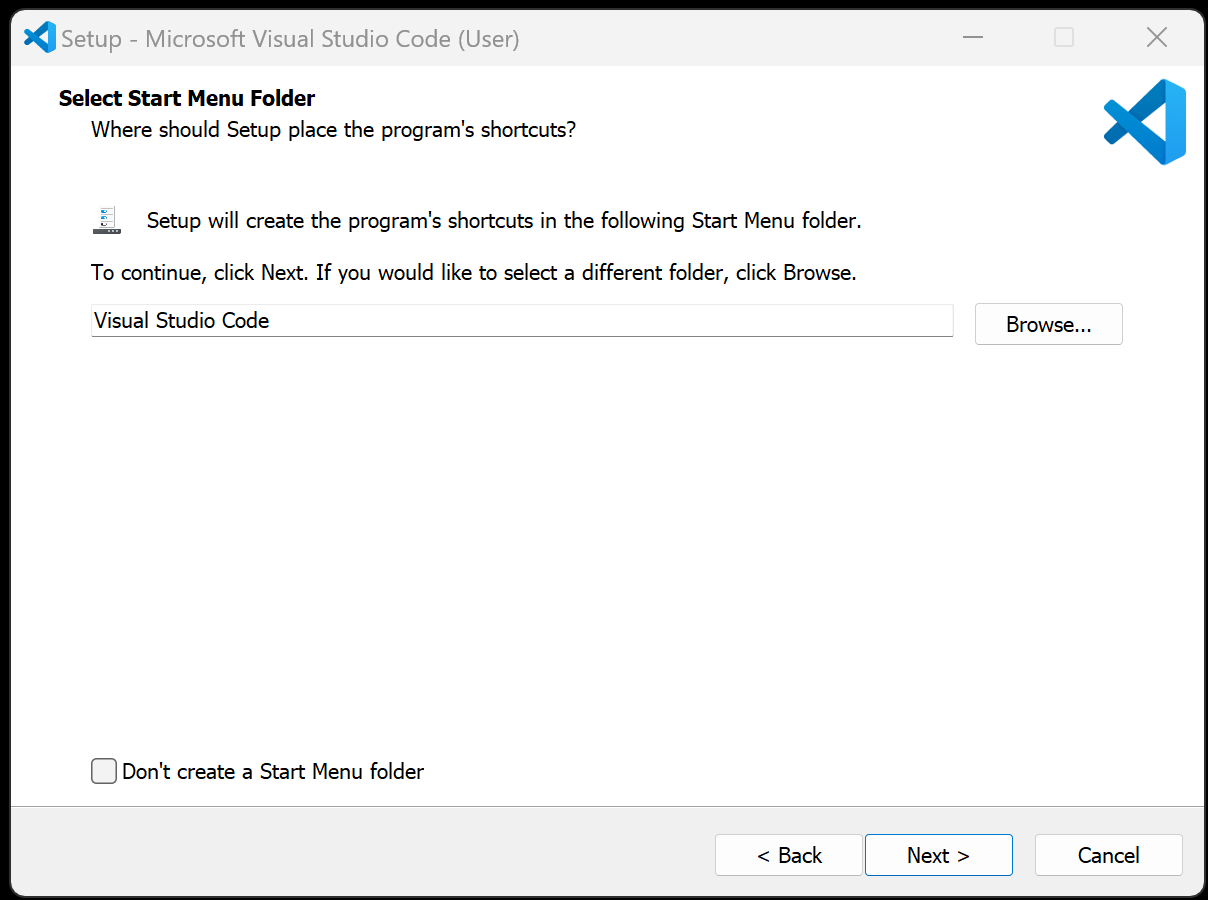 Setup - Microsoft Visual Studio Code (User)
Select Start Menu Folder
Where should Setup place the program's shortcuts?
Setup will create the program's shortcuts in the following Start Menu folder.
To continue, click Next. If you would like to select a different folder, click Browse.
Visual Studio Code
Browse...
Don't create a Start Menu folder
< Back
Next >
Cancel